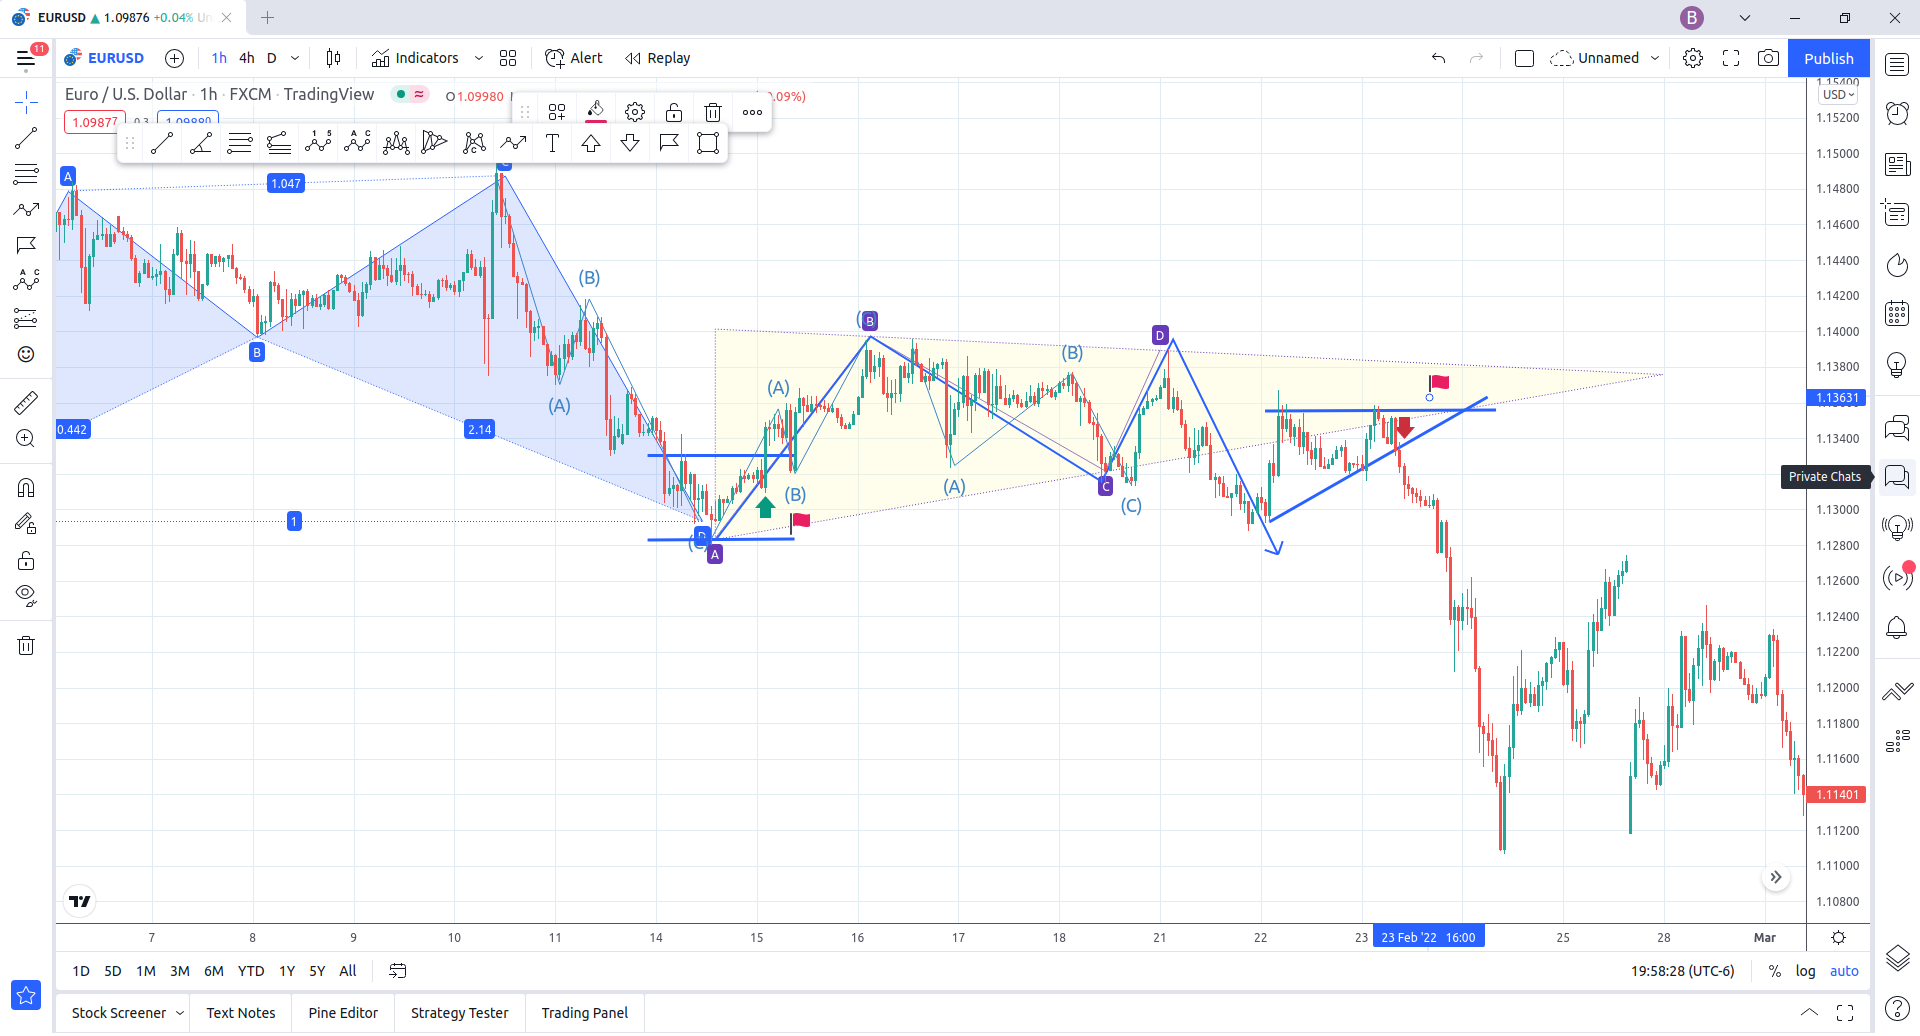 EURUSD ▲ 1.09876 +0.04% Un
B
11
EURUSD
1h 4h D
Indicators
Alert
Replay
Unnamed
Publish
Euro / U.S. Dollar · 1h · FXCM · TradingView
≈
O1.09980
.09%)
1.09877
0.3
1.09880
1 5
A C
A C
T
USD
1.15400
1.15200
1.15000
1.14800
1.14600
1.14400
1.14200
1.14000
1.13800
1.13631
1.13400
1.13000
1.12800
1.12600
1.12400
1.12200
1.12000
1.11800
1.11600
1.11401
1.11200
1.11000
1.10800
A
1.047
C
B
0.442
2.14
1
(B)
(A)
D
(C)
A
(A)
(B)
B
(A)
(B)
C
(C)
D
Private Chats
7 8 9 10 11 14 15 16 17 18 21 22 23 23 Feb '22 16:00 25 28 Mar
1D 5D 1M 3M 6M YTD 1Y 5Y All
19:58:28 (UTC-6) % log auto
Stock Screener Text Notes Pine Editor Strategy Tester Trading Panel